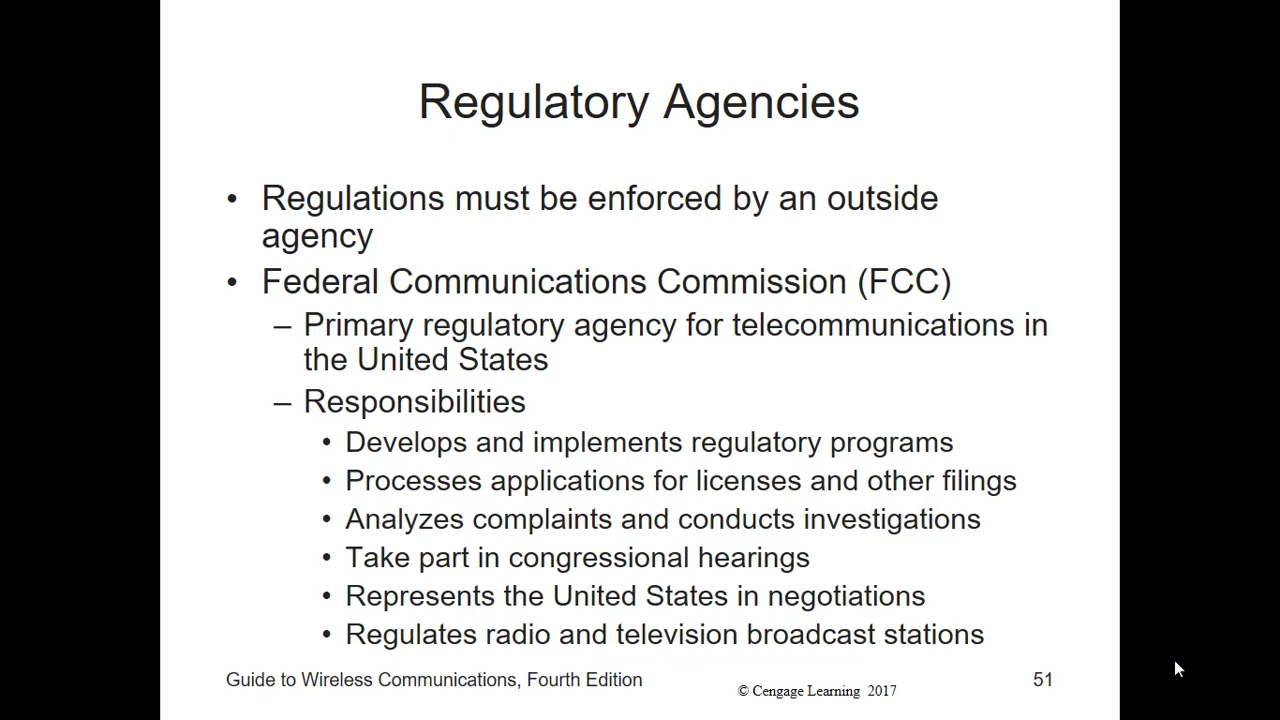 Regulatory Agencies
• Regulations must be enforced by an outside
agency
• Federal Communications Commission (FCC)
– Primary regulatory agency for telecommunications in
the United States
– Responsibilities
• Develops and implements regulatory programs
• Processes applications for licenses and other filings
• Analyzes complaints and conducts investigations
• Take part in congressional hearings
• Represents the United States in negotiations
• Regulates radio and television broadcast stations
Guide to Wireless Communications, Fourth Edition
© Cengage Learning 2017
51